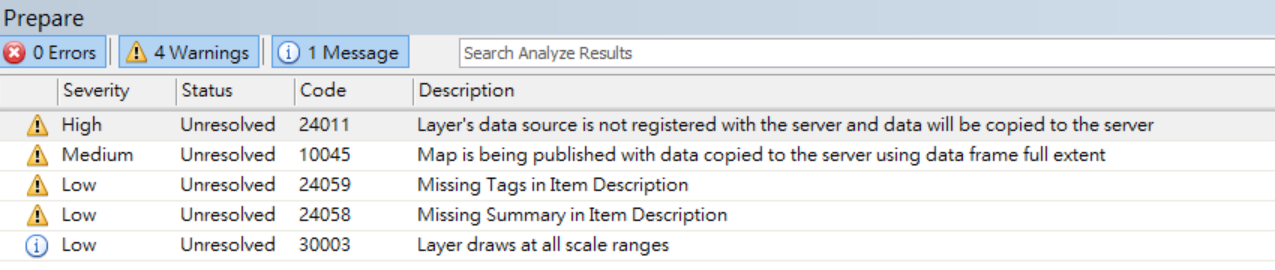 Prepare
0 Errors 4 Warnings 1 Message Search Analyze Results
Severity Status Code Description
High Unresolved 24011 Layer's data source is not registered with the server and data will be copied to the server
Medium Unresolved 10045 Map is being published with data copied to the server using data frame full extent
Low Unresolved 24059 Missing Tags in Item Description
Low Unresolved 24058 Missing Summary in Item Description
Low Unresolved 30003 Layer draws at all scale ranges